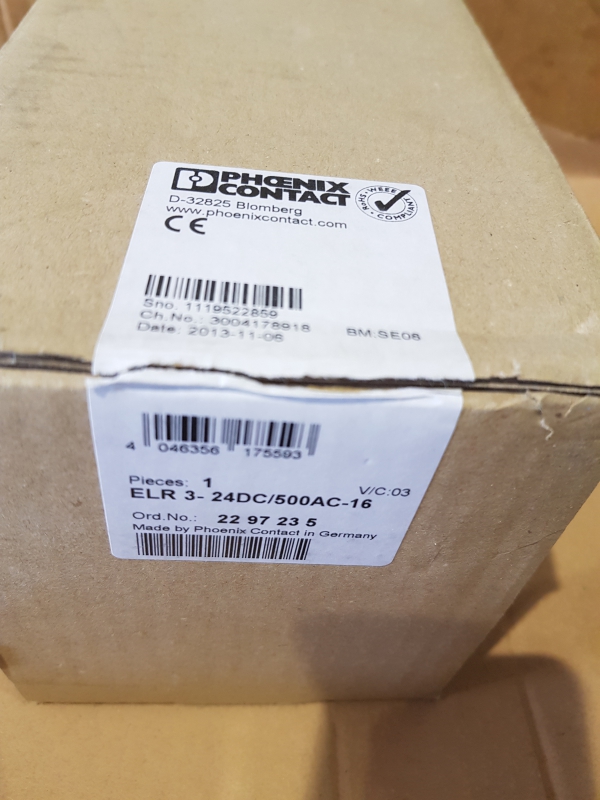 PHŒNIX
CONTACT
RoHS - WEEE
COMPLIANT
D-32825 Blomberg
www.phoenixcontact.com
CE
Sno. 1119522859
Ch.No.: 3004178918
Date: 2013-11-06 BM:SE06
4 046356 175593
Pieces: 1 V/C:03
ELR 3- 24DC/500AC-16
Ord.No.: 22 97 23 5
Made by Phoenix Contact in Germany